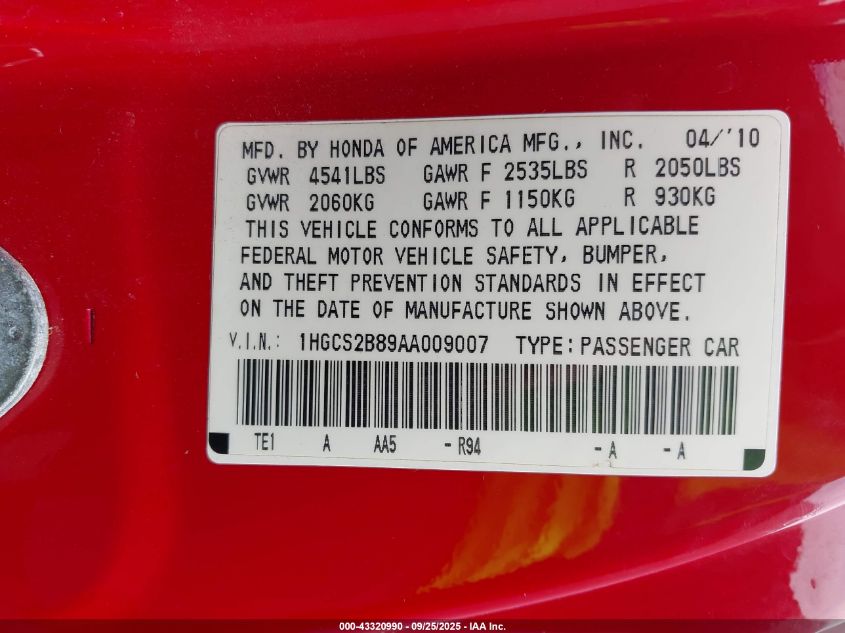 MFD. BY HONDA OF AMERICA MFG., INC. 04/'10
GVWR 4541LBS GAWR F 2535LBS R 2050LBS
GVWR 2060KG GAWR F 1150KG R 930KG
THIS VEHICLE CONFORMS TO ALL APPLICABLE
FEDERAL MOTOR VEHICLE SAFETY, BUMPER,
AND THEFT PREVENTION STANDARDS IN EFFECT
ON THE DATE OF MANUFACTURE SHOWN ABOVE.
V.I.N.: 1HGCS2B89AA009007 TYPE: PASSENGER CAR
TE1 A AA5 -R94 -A -A
000-43320990 - 09/25/2025 - IAA Inc.